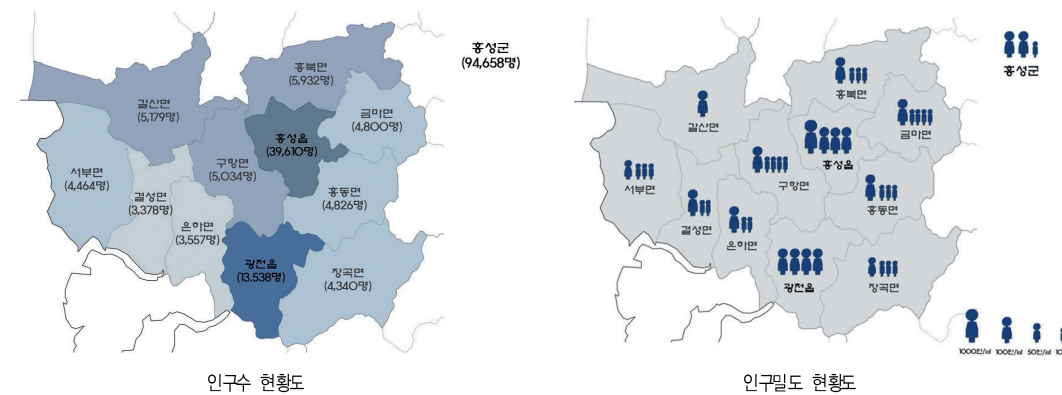 홍성군
(94,658명)
홍북면
(5,932명)
갈산면
(5,179명)
금마면
(4,800명)
홍성읍
(39,610명)
구항면
(5,034명)
서부면
(4,464명)
결성면
(3,378명)
홍동면
(4,826명)
은하면
(3,557명)
광천읍
(13,538명)
장곡면
(4,340명)
인구수 현황도
홍성군
홍북면
갈산면
금마면
홍성읍
구항면
서부면
홍동면
결성면
은하면
광천읍
장곡면
1000인/㎢ 100인/㎢ 50인/㎢ 10
인구밀도 현황도